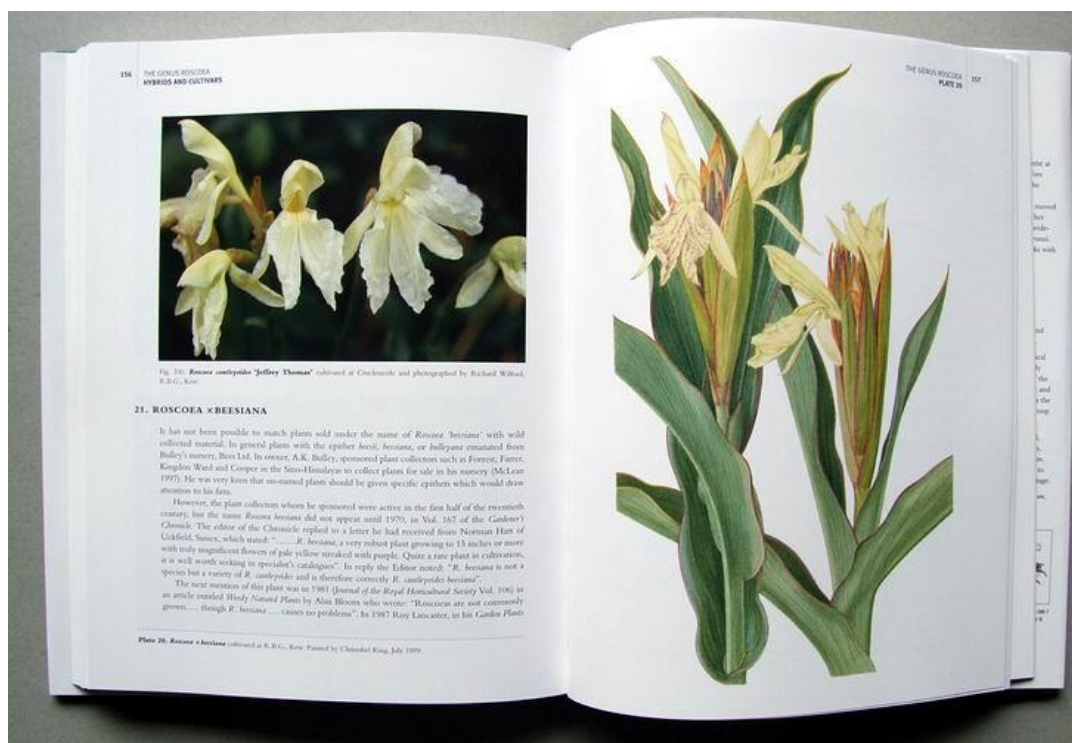 156
THE GENUS ROSCOEA
HYBRIDS AND CULTIVARS
Roscoea cautleyoides 'Jeffrey Thomas' cultivated at Cruickneede and photographed by Richard Wilford,
R.B.G., Kew.
21. ROSCOEA ×BEESIANA
It has not been possible to match plants sold under the name of Roscoea 'beesiana' with wild
collected material. In general plants with the epithet beesii, beesiana, or bulleyana emanated from
Bulley's nursery, Bees Ltd. In owner, A.K. Bulley, sponsored plant collectors such as Forrest, Farrer,
Kingdon Ward and Cooper in the Sino-Himalayas to collect plants for sale in his nursery (McLean
1997). He was very keen that un-named plants should be given specific epithets which would draw
attention to his firm.
However, the plant collectors whom he sponsored were active in the first half of the twentieth
century, but the name Roscoea beesiana did not appear until 1970, in Vol. 167 of the Gardener's
Chronicle. The editor of the Chronicle replied to a letter he had received from Norman Hart of
Uckfield, Sussex, which stated: ".......R. beesiana, a very robust plant growing to 15 inches or more
with truly magnificent flowers of pale yellow streaked with purple. Quite a rare plant in cultivation,
it is well worth seeking in specialist's catalogues". In reply the Editor noted: "R. beesiana is not a
species but a variety of R. cautleyoides and is therefore correctly R. cautleyoides beesiana".
The next mention of this plant was in 1981 (Journal of the Royal Horticultural Society Vol. 106) in
an article entitled Weedy Natured Plants by Alan Bloom who wrote: "Roscoeas are not commonly
grown..... though R. beesiana .... causes no problems". In 1987 Roy Lancaster, in his Garden Plants
Plate 20. Roscoea × beesiana cultivated at R.B.G., Kew. Painted by Christabel King, July 1999.
THE GENUS ROSCOEA
PLATE 20
157